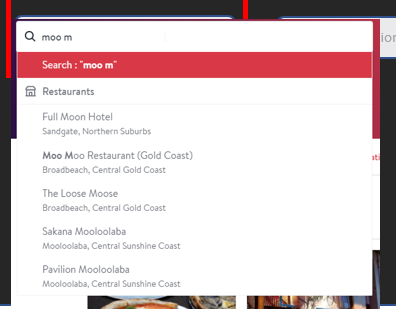 moo m
Search : "moo m"
Restaurants
Full Moon Hotel
Sandgate, Northern Suburbs
Moo Moo Restaurant (Gold Coast)
Broadbeach, Central Gold Coast
The Loose Moose
Broadbeach, Central Gold Coast
Sakana Mooloolaba
Mooloolaba, Central Sunshine Coast
Pavilion Mooloolaba
Mooloolaba, Central Sunshine Coast